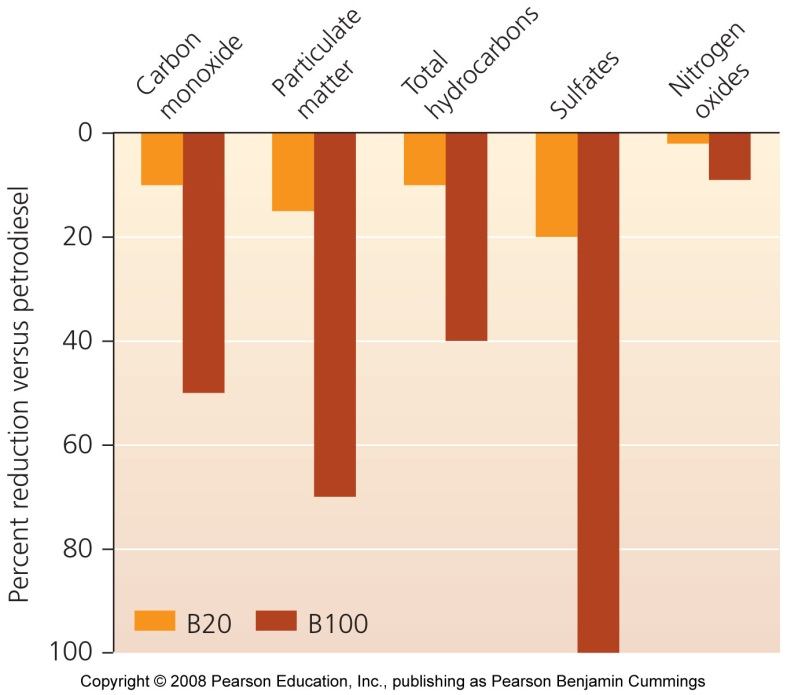 Carbon
monoxide
Particulate
matter
Total
hydrocarbons
Sulfates
Nitrogen
oxides
Percent reduction versus petrodiesel
0
20
40
60
80
100
B20
B100
Copyright © 2008 Pearson Education, Inc., publishing as Pearson Benjamin Cummings